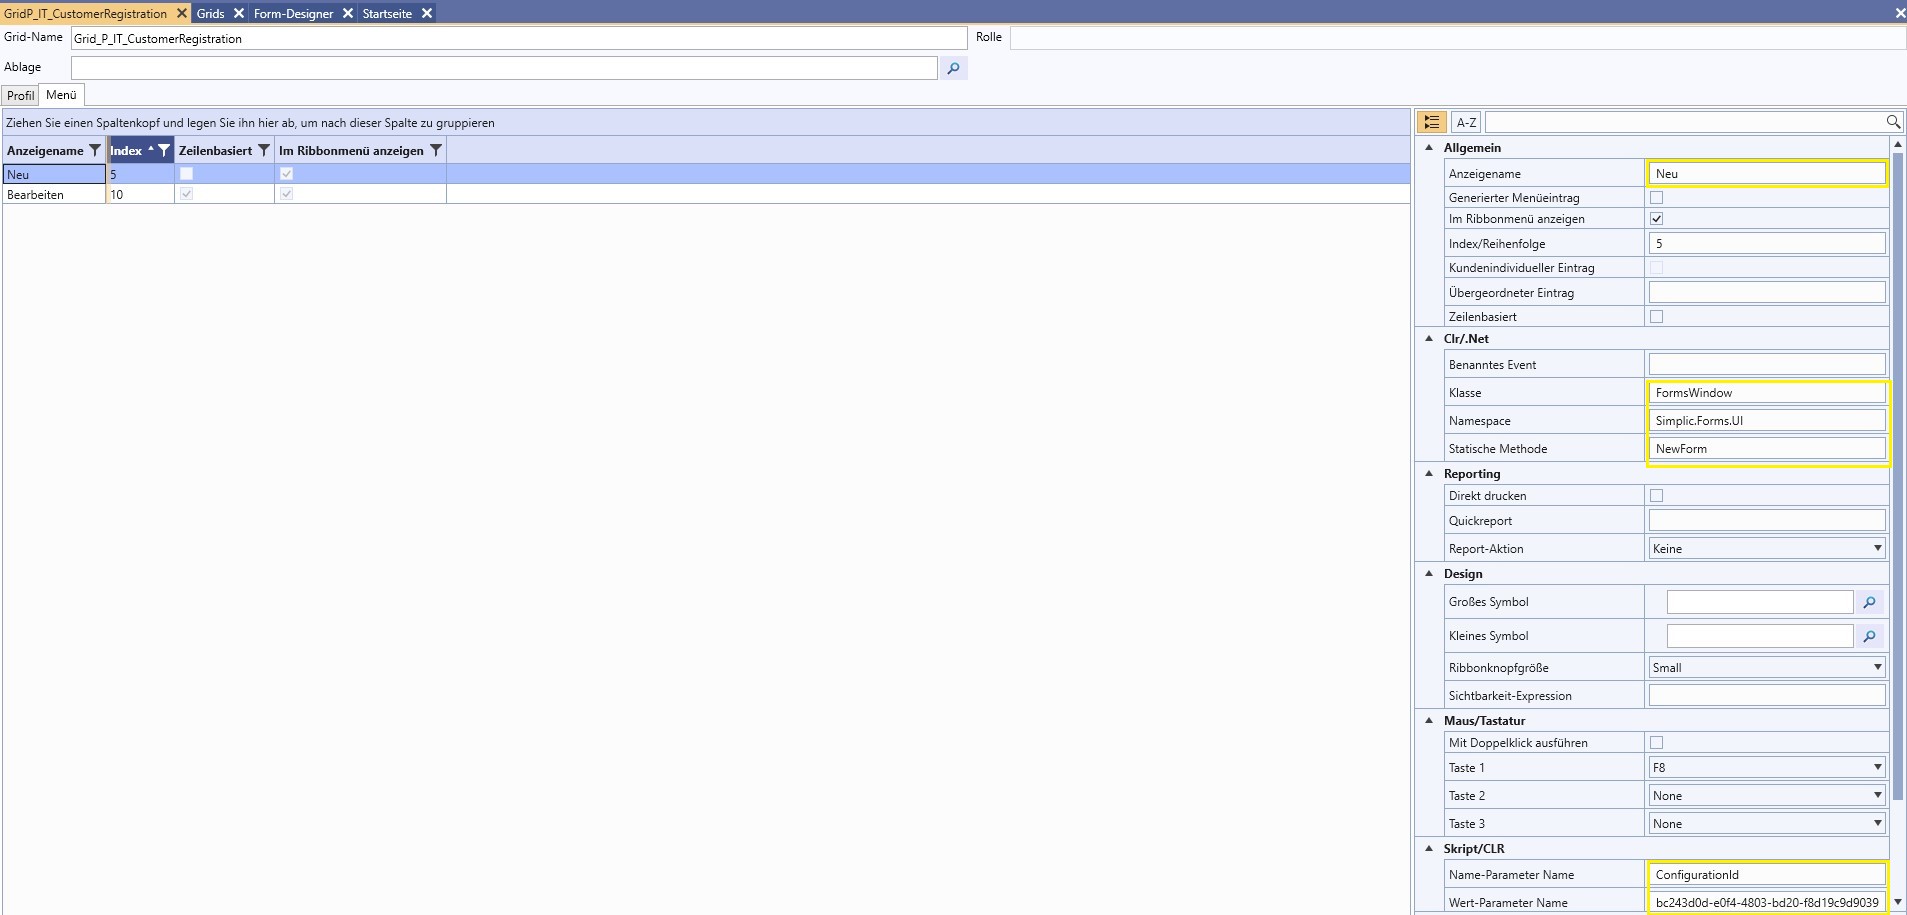 GridP_IT_CustomerRegistration Grids Form-Designer Startseite
Grid-Name Grid_P_IT_CustomerRegistration Rolle
Ablage
Profil Menü
Ziehen Sie einen Spaltenkopf und legen Sie ihn hier ab, um nach dieser Spalte zu gruppieren
Anzeigename Index Zeilenbasiert Im Ribbonmenü anzeigen
Neu 5
Bearbeiten 10
A-Z
Allgemein
Anzeigename Neu
Generierter Menüeintrag
Im Ribbonmenü anzeigen
Index/Reihenfolge 5
Kundenindividueller Eintrag
Übergeordneter Eintrag
Zeilenbasiert
Clr/.Net
Benanntes Event
Klasse FormsWindow
Namespace Simplic.Forms.UI
Statische Methode NewForm
Reporting
Direkt drucken
Quickreport
Report-Aktion Keine
Design
Großes Symbol
Kleines Symbol
Ribbonknopfgröße Small
Sichtbarkeit-Expression
Maus/Tastatur
Mit Doppelklick ausführen
Taste 1 F8
Taste 2 None
Taste 3 None
Skript/CLR
Name-Parameter Name ConfigurationId
Wert-Parameter Name bc243d0d-e0f4-4803-bd20-f8d19c9d9039